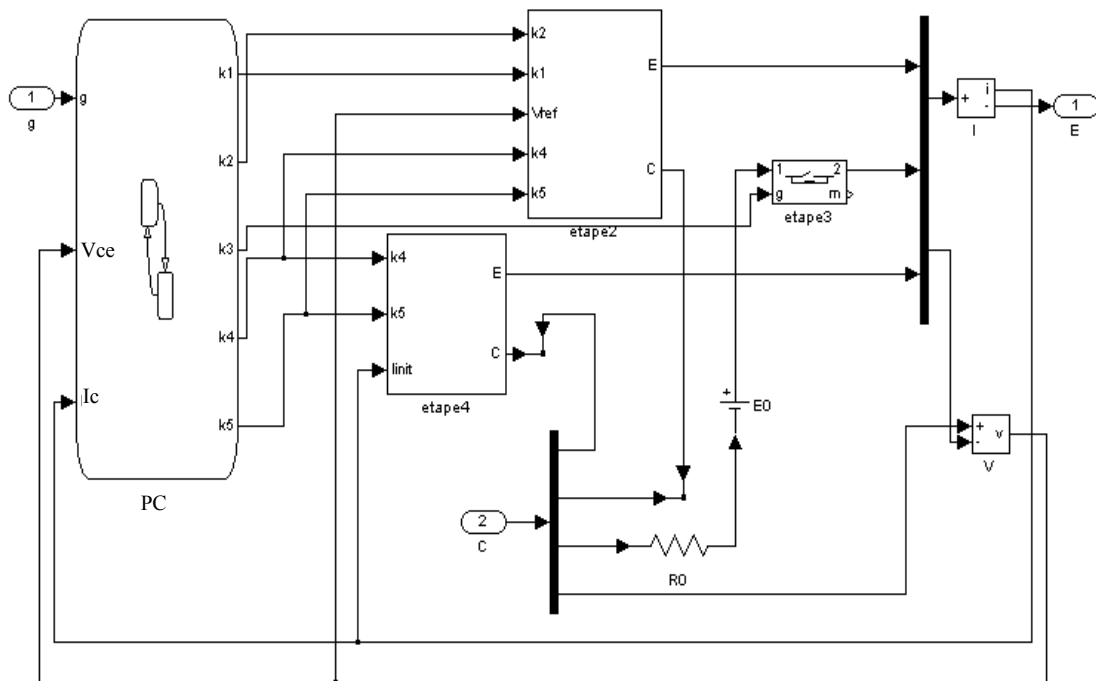 1
g
g
Vce
Ic
k1
k2
k3
k4
k5
PC
k2
k1
Vref
k4
k5
E
C
etape2
k4
k5
Iinit
E
C
etape4
1
2
g
m
etape3
+
E0
R0
2
C
+
i
-
I
1
E
+
-
v
V